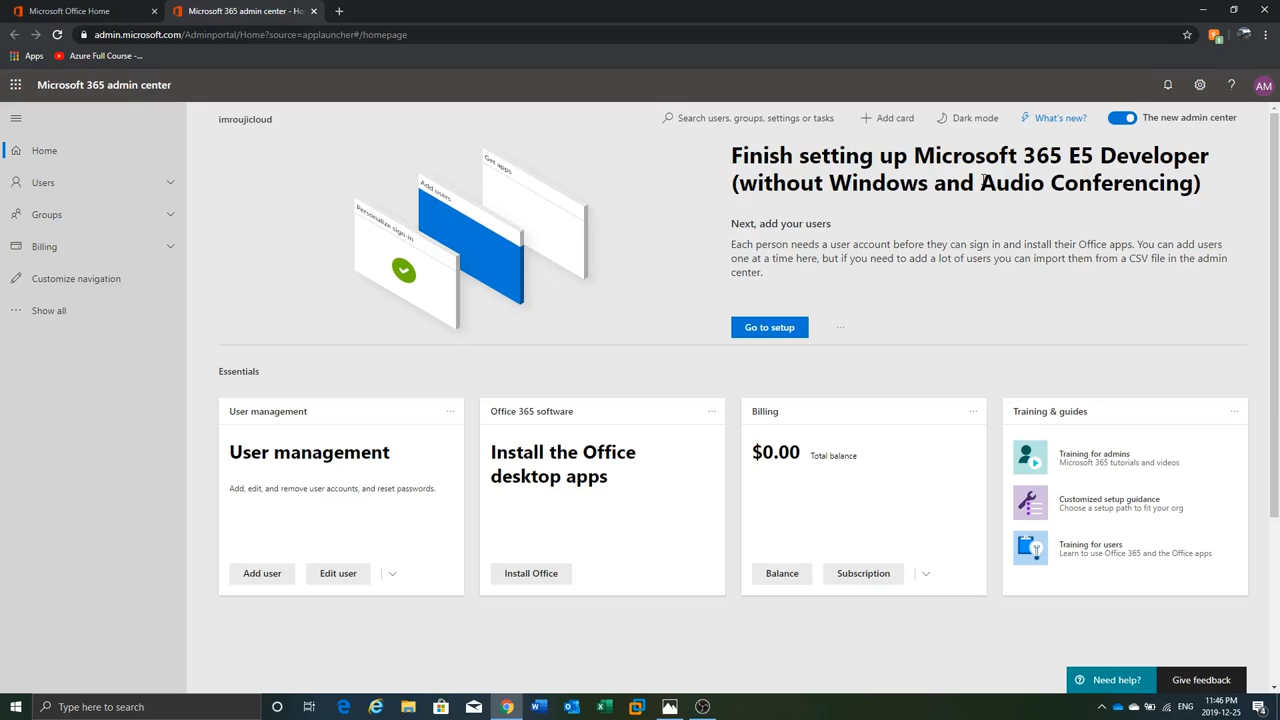 Microsoft Office Home
Microsoft 365 admin center - Ho
admin.microsoft.com/Adminportal/Home?source=applauncher#/homepage
Apps
Azure Full Course -...
Microsoft 365 admin center
AM
imroujicloud
Search users, groups, settings or tasks
Add card
Dark mode
What's new?
The new admin center
Home
Users
Groups
Billing
Customize navigation
Show all
Personalize sign-in
Add users
Get apps
Finish setting up Microsoft 365 E5 Developer
(without Windows and Audio Conferencing)
Next, add your users
Each person needs a user account before they can sign in and install their Office apps. You can add users
one at a time here, but if you need to add a lot of users you can import them from a CSV file in the admin
center.
Go to setup
Essentials
User management
User management
Add, edit, and remove user accounts, and reset passwords.
Add user
Edit user
Office 365 software
Install the Office
desktop apps
Install Office
Billing
$0.00 Total balance
Balance
Subscription
Training & guides
Training for admins
Microsoft 365 tutorials and videos
Customized setup guidance
Choose a setup path to fit your org
Training for users
Learn to use Office 365 and the Office apps
Need help?
Give feedback
Type here to search
11:46 PM
2019-12-25